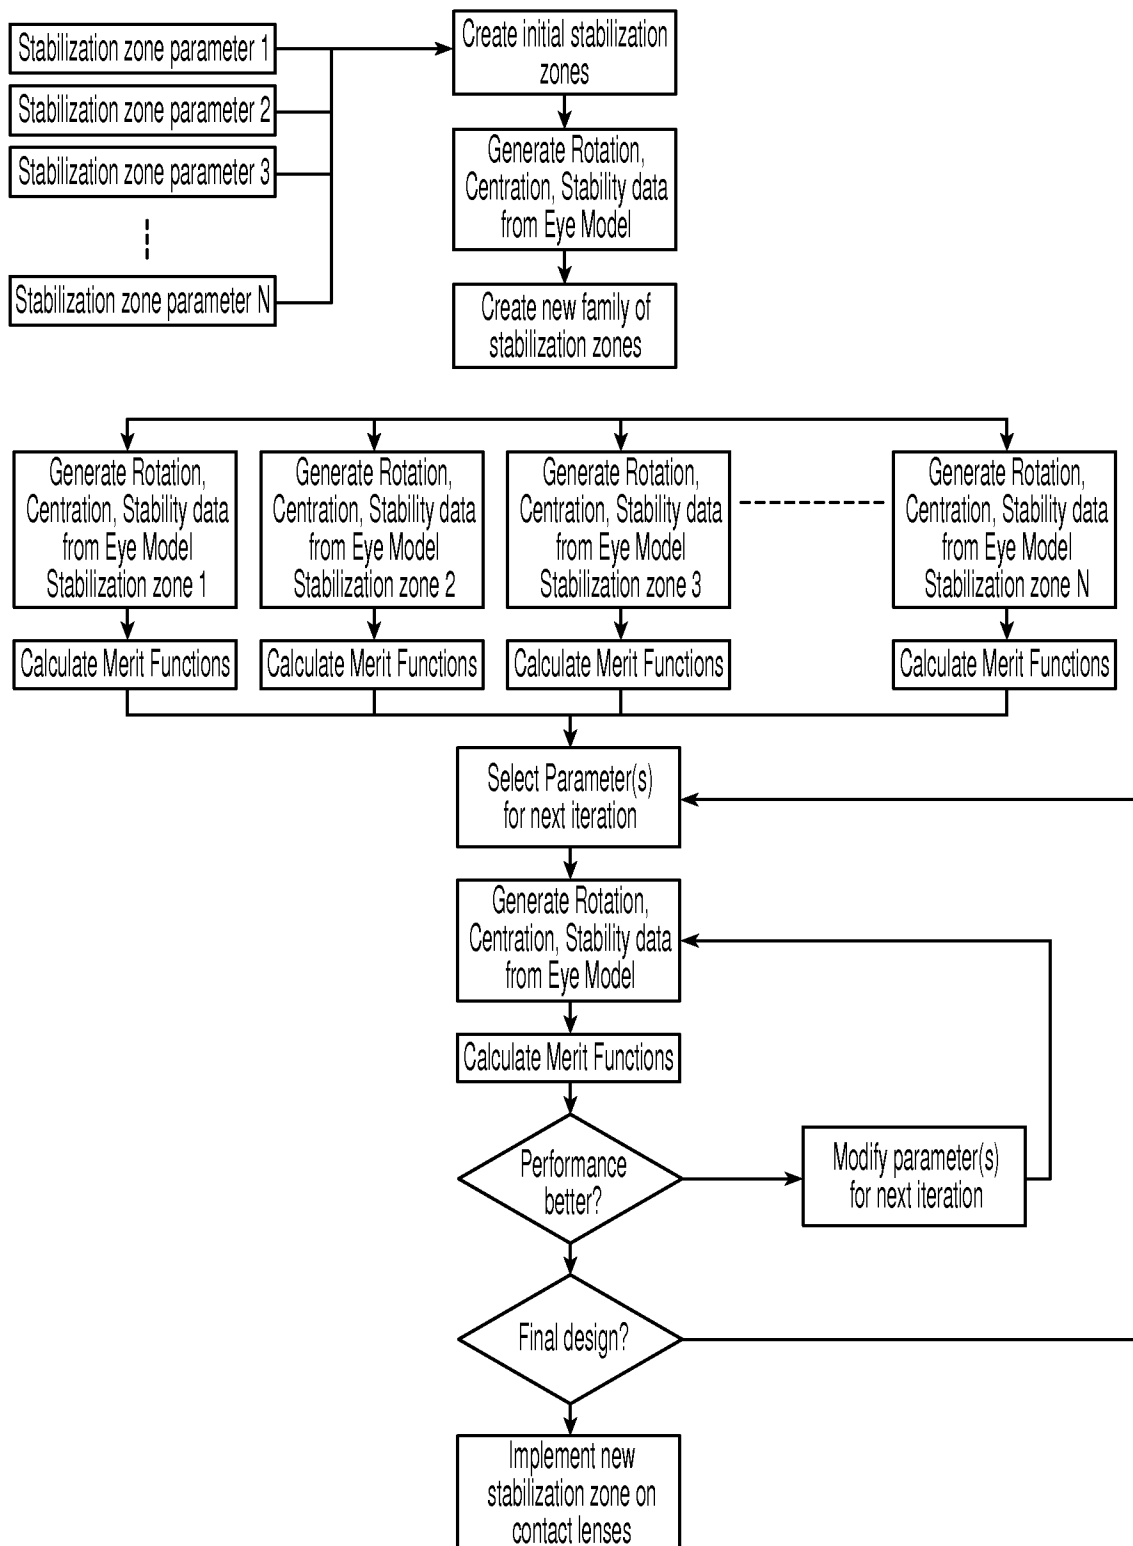 Stabilization zone parameter 1
Stabilization zone parameter 2
Stabilization zone parameter 3
Stabilization zone parameter N
Create initial stabilization
zones
Generate Rotation,
Centration, Stability data
from Eye Model
Create new family of
stabilization zones
Generate Rotation,
Centration, Stability data
from Eye Model
Stabilization zone 1
Generate Rotation,
Centration, Stability data
from Eye Model
Stabilization zone 2
Generate Rotation,
Centration, Stability data
from Eye Model
Stabilization zone 3
Generate Rotation,
Centration, Stability data
from Eye Model
Stabilization zone N
Calculate Merit Functions
Calculate Merit Functions
Calculate Merit Functions
Calculate Merit Functions
Select Parameter(s)
for next iteration
Generate Rotation,
Centration, Stability data
from Eye Model
Calculate Merit Functions
Performance
better?
Modify parameter(s)
for next iteration
Final design?
Implement new
stabilization zone on
contact lenses